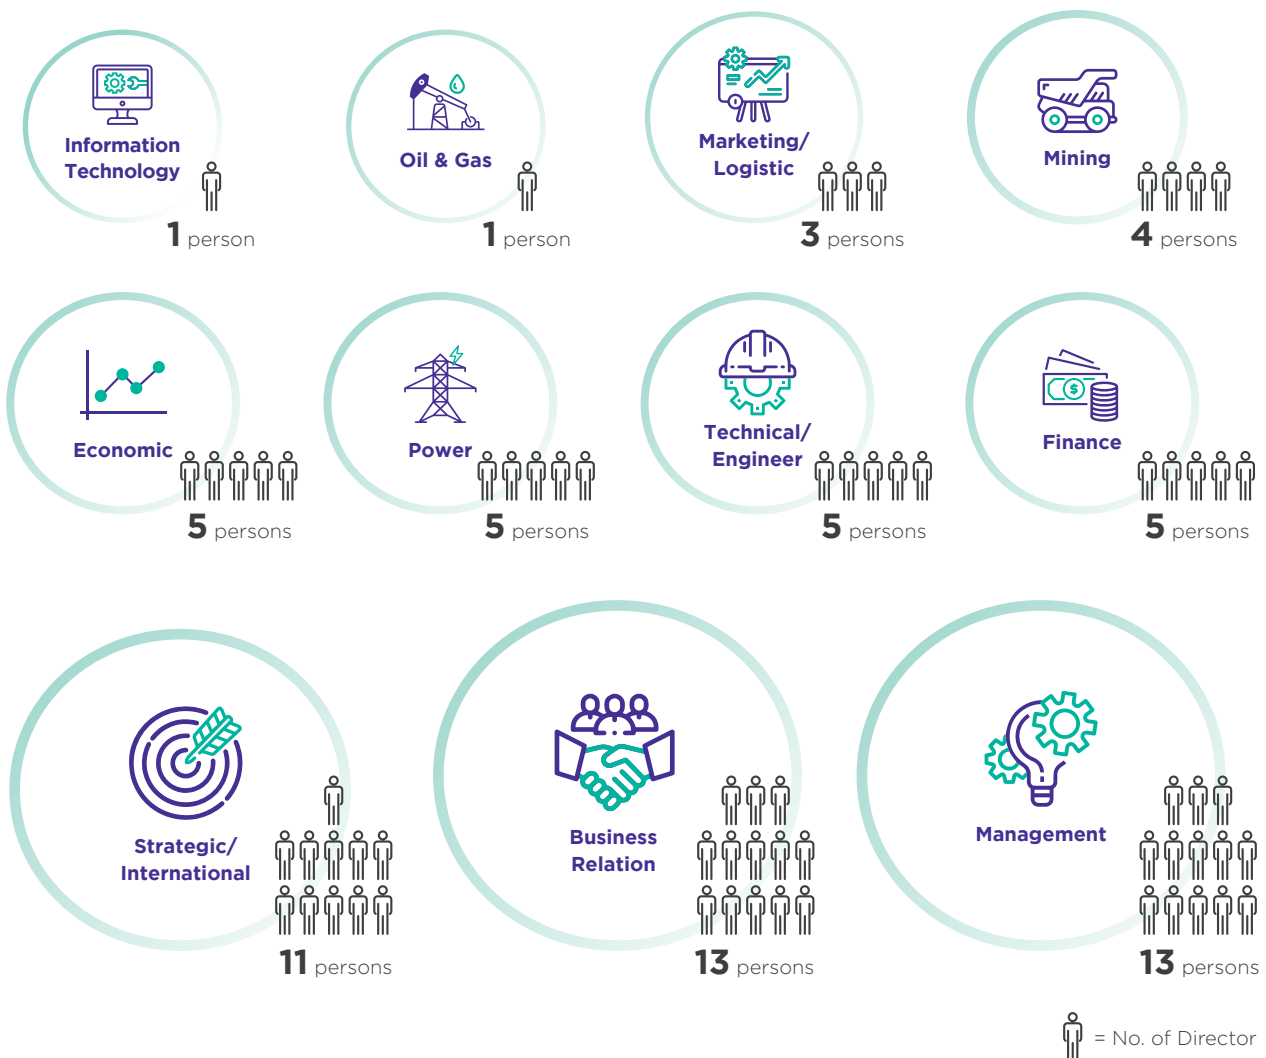 Information
Technology
1 person
Oil & Gas
1 person
Marketing/
Logistic
3 persons
Mining
4 persons
Economic
5 persons
Power
5 persons
Technical/
Engineer
5 persons
$
Finance
5 persons
Strategic/
International
11 persons
Business
Relation
13 persons
Management
13 persons
= No. of Director